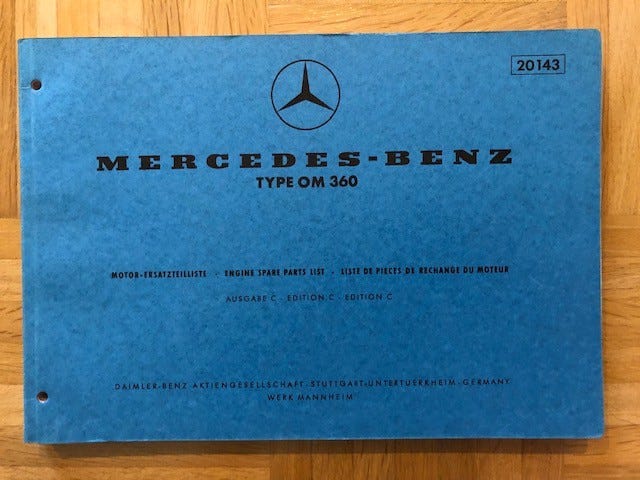 20143
MERCEDES-BENZ
TYPE OM 360
MOTOR-ERSATZTEILLISTE · ENGINE SPARE PARTS LIST · LISTE DE PIECES DE RECHANGE DU MOTEUR
AUSGABE C · EDITION C · EDITION C
DAIMLER-BENZ AKTIENGESELLSCHAFT · STUTTGART-UNTERTUERKHEIM · GERMANY
WERK MANNHEIM